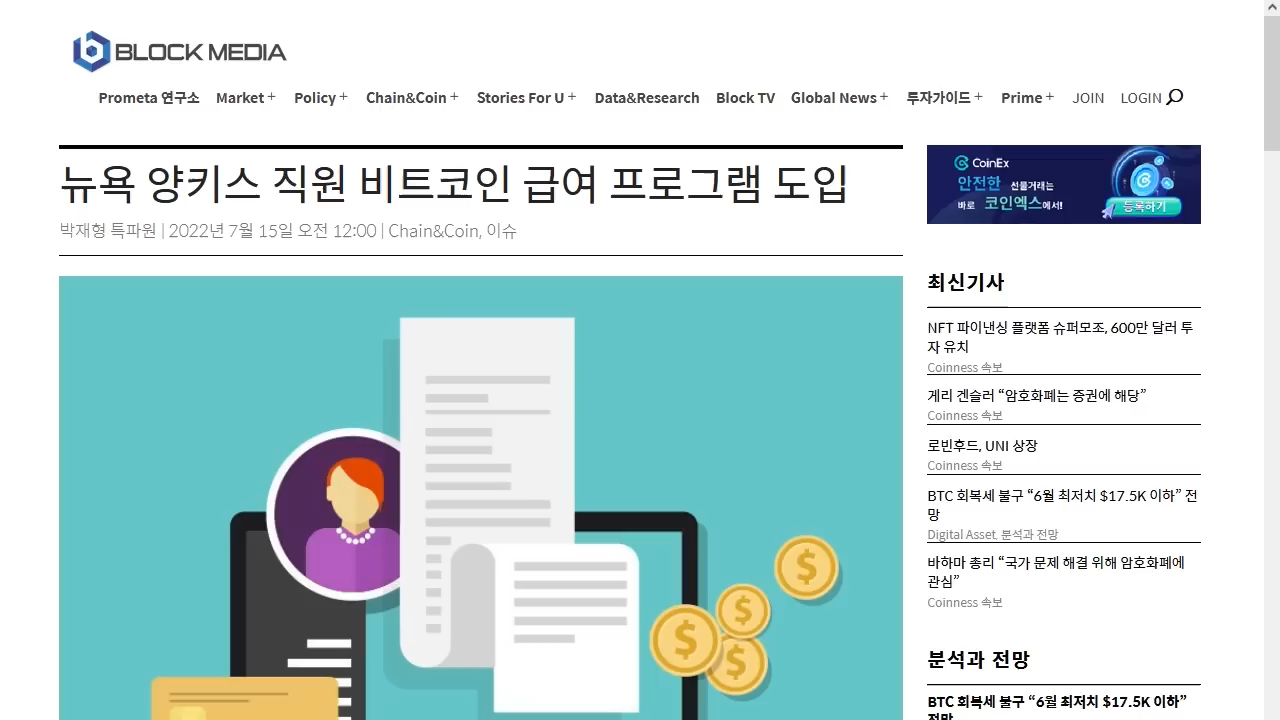 BLOCK MEDIA
Prometa 연구소 Market + Policy + Chain&Coin + Stories For U + Data&Research Block TV Global News + 투자가이드 + Prime + JOIN LOGIN
뉴욕 양키스 직원 비트코인 급여 프로그램 도입
박재형 특파원 | 2022년 7월 15일 오전 12:00 | Chain&Coin, 이슈
CoinEx
안전한 선물거래는
바로 코인엑스에서!
등록하기
최신기사
NFT 파이낸싱 플랫폼 슈퍼모조, 600만 달러 투
자 유치
Coinness 속보
게리 겐슬러 “암호화폐는 증권에 해당”
Coinness 속보
로빈후드, UNI 상장
Coinness 속보
BTC 회복세 불구 “6월 최저치 $17.5K 이하” 전
망
Digital Asset, 분석과 전망
바하마 총리 “국가 문제 해결 위해 암호화폐에
관심”
Coinness 속보
분석과 전망
BTC 회복세 불구 “6월 최저치 $17.5K 이하”
전망